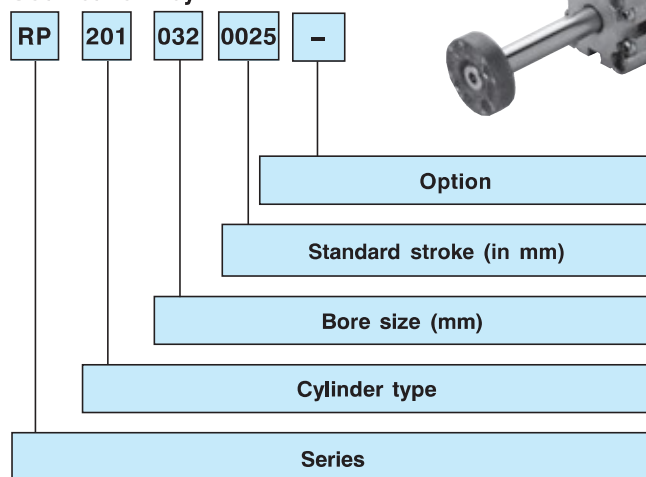 RP 201 032 0025 –
Option
Standard stroke (in mm)
Bore size (mm)
Cylinder type
Series